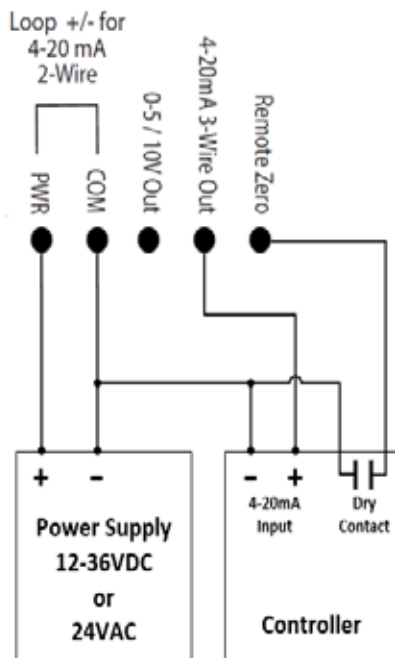 Loop +/- for
4-20 mA
2-Wire
PWR
COM
0-5 / 10V Out
4-20mA 3-Wire Out
Remote Zero
+ -
Power Supply
12-36VDC
or
24VAC
- +
4-20mA
Input
Dry
Contact
Controller